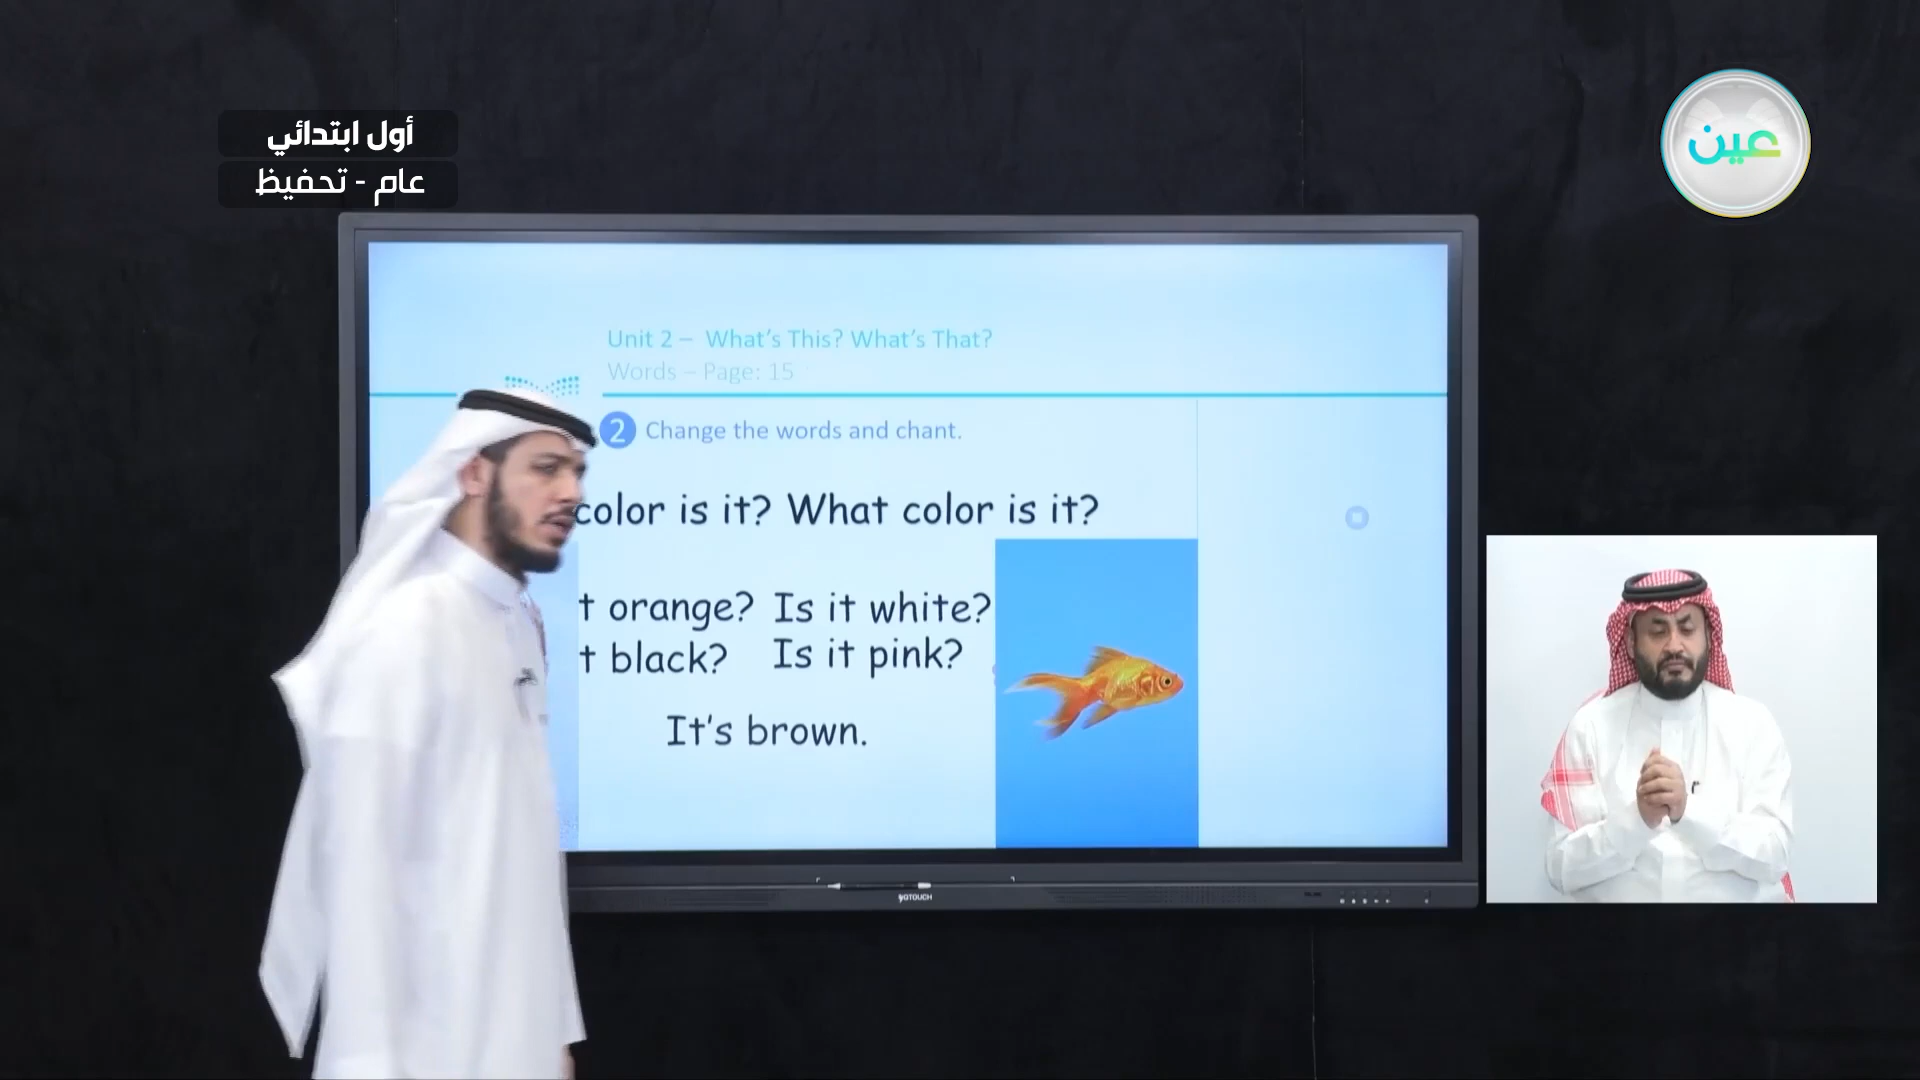 أول ابتدائي
عام - تحفيظ
عين
Unit 2 – What's This? What's That?
Words – Page: 15
2 Change the words and chant.
color is it? What color is it?
t orange? Is it white?
t black? Is it pink?
It's brown.